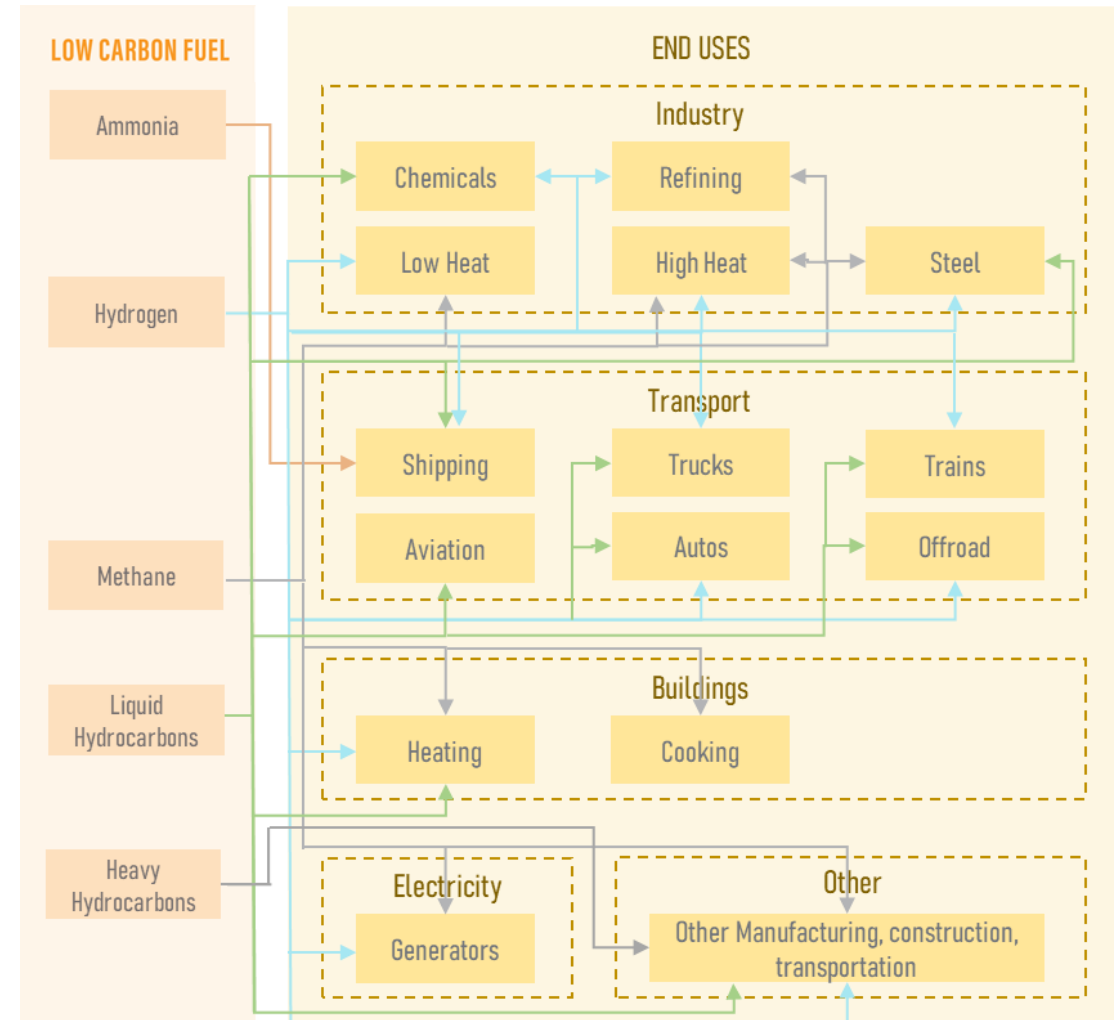 LOW CARBON FUEL
Ammonia
Hydrogen
Methane
Liquid
Hydrocarbons
Heavy
Hydrocarbons
END USES
Industry
Chemicals
Refining
Low Heat
High Heat
Steel
Transport
Shipping
Trucks
Trains
Aviation
Autos
Offroad
Buildings
Heating
Cooking
Electricity
Generators
Other
Other Manufacturing, construction,
transportation